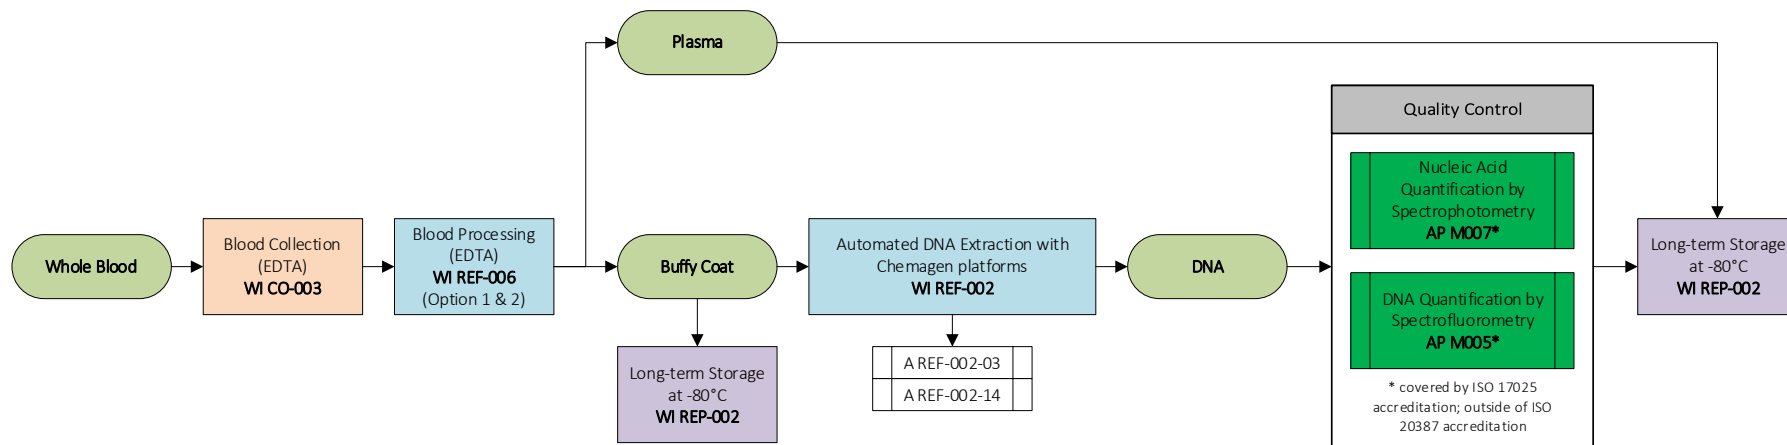 Plasma
Quality Control
Nucleic Acid
Quantification by
Spectrophotometry
AP M007*
Whole Blood
Blood Collection
(EDTA)
WI CO-003
Blood Processing
(EDTA)
WI REF-006
(Option 1 & 2)
Buffy Coat
Automated DNA Extraction with
Chemagen platforms
WI REF-002
DNA
Long-term Storage
at -80°C
WI REP-002
DNA Quantification by
Spectrofluorometry
AP M005*
Long-term Storage
at -80°C
WI REP-002
A REF-002-03
A REF-002-14
* covered by ISO 17025
accreditation; outside of ISO
20387 accreditation